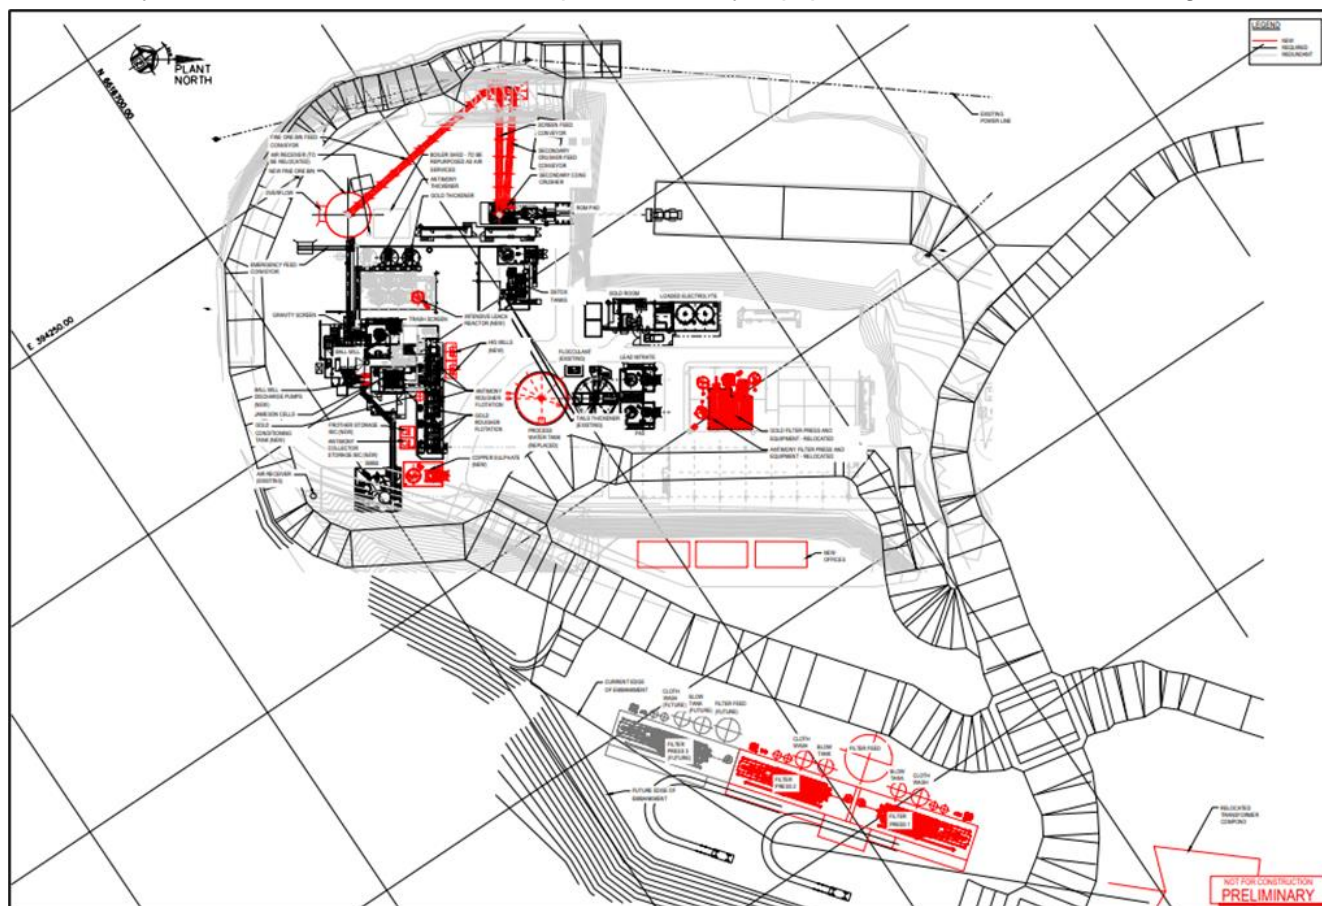 LEGEND
NEW
REQUIRED
REDUNDANT
PLANT
NORTH
N 6618700.00
EXISTING
POWER LINE
FINE ORE BIN FEED
CONVEYOR
AIR RECEIVER (TO
BE RELOCATED)
NEW FINE ORE BIN
OVERFLOW
BOILER SHED - TO BE
REPURPOSED AS AIR
SERVICES
ANTIMONY
THICKENER
GOLD THICKENER
SCREEN FEED
CONVEYOR
SECONDARY
CRUSHER FEED
CONVEYOR
SECONDARY CONE
CRUSHER
ROM PAD
EMERGENCY FEED
CONVEYOR
E 394250.00
GRAVITY SCREEN
TRASH SCREEN
INTENSIVE LEACH
REACTOR (NEW)
DETOX
TANKS
GOLD ROOM
LOADED ELECTROLYTE
BALL MILL
HIG MILLS
(NEW)
FLOCCULANT
(EXISTING)
LEAD NITRATE
BALL MILL
DISCHARGE PUMPS
(NEW)
JAMESON CELLS
GOLD
CONDITIONING
TANK (NEW)
FROTHER STORAGE
IBC (NEW)
ANTIMONY
COLLECTOR
STORAGE IBC (NEW)
ANTIMONY
ROUGHER
FLOTATION
GOLD
ROUGHER
FLOTATION
PROCESS
WATER TANK
(REPLACED)
TAILS THICKENER
(EXISTING)
PAD
GOLD FILTER PRESS AND
EQUIPMENT - RELOCATED
ANTIMONY FILTER PRESS AND
EQUIPMENT - RELOCATED
COPPER SULPHATE
(NEW)
AIR RECEIVER
(EXISTING)
NEW
OFFICES
CURRENT EDGE
OF EMBANKMENT
CLOTH
WASH
(FUTURE)
BLOW
TANK
(FUTURE)
FILTER FEED
(FUTURE)
FILTER
PRESS 3
(FUTURE)
CLOTH
WASH
BLOW
TANK
FILTER FEED
BLOW
TANK
CLOTH
WASH
FILTER
PRESS 2
FILTER
PRESS 1
FUTURE EDGE OF
EMBANKMENT
RELOCATED
TRANSFORMER
COMPOND
NOT FOR CONSTRUCTION
PRELIMINARY